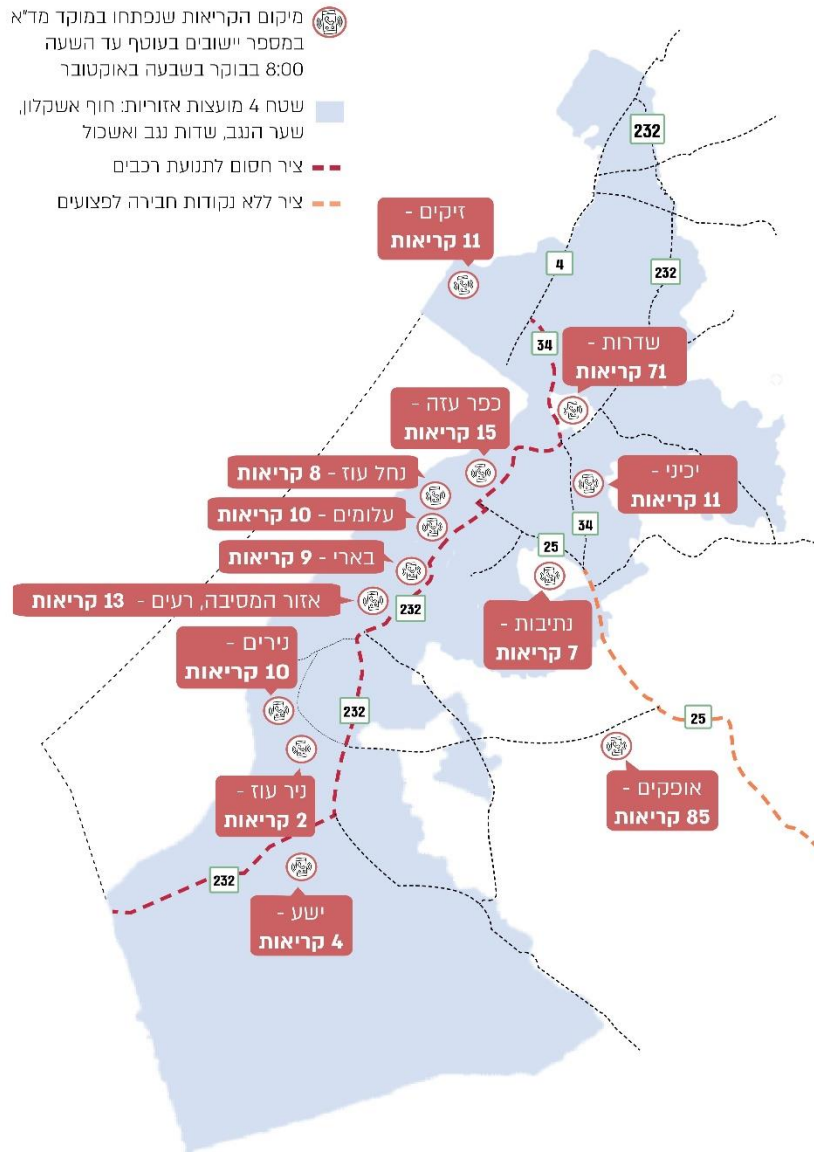 מיקום הקריאות שנפתחו במוקד מד"א
במספר יישובים בעוטף עד השעה
8:00 בבוקר בשבעה באוקטובר
שטח 4 מועצות אזוריות: חוף אשקלון,
שער הנגב, שדות נגב ואשכול
ציר חסום לתנועת רכבים
ציר ללא נקודות חבירה לפצועים
232
זיקים -
11 קריאות
4
232
34
שדרות -
71 קריאות
כפר עזה -
15 קריאות
נחל עוז - 8 קריאות
יכיני -
11 קריאות
עלומים - 10 קריאות
34
25
בארי - 9 קריאות
אזור המסיבה, רעים - 13 קריאות
232
נתיבות -
7 קריאות
נירים -
10 קריאות
232
25
ניר עוז -
2 קריאות
אופקים -
85 קריאות
232
ישע -
4 קריאות